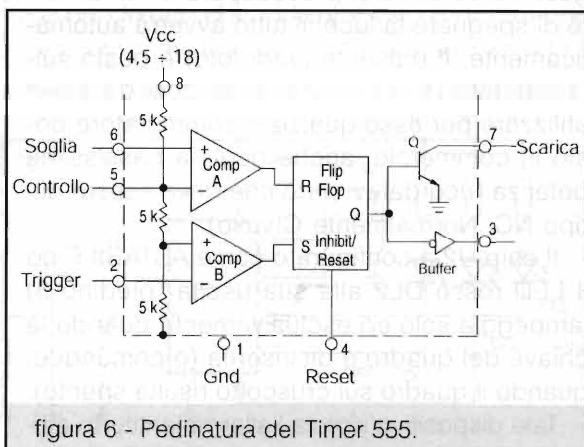 Vcc
(4,5 ÷ 18)
8
5 k
6
Soglia
+
Comp
A
−
5
Controllo
R
Flip
Flop
Q
Q
7
Scarica
5 k
+
Comp
B
−
S
Inhibit/
Reset
3
Buffer
2
Trigger
5 k
1
Gnd
4
Reset
figura 6 - Pedinatura del Timer 555.